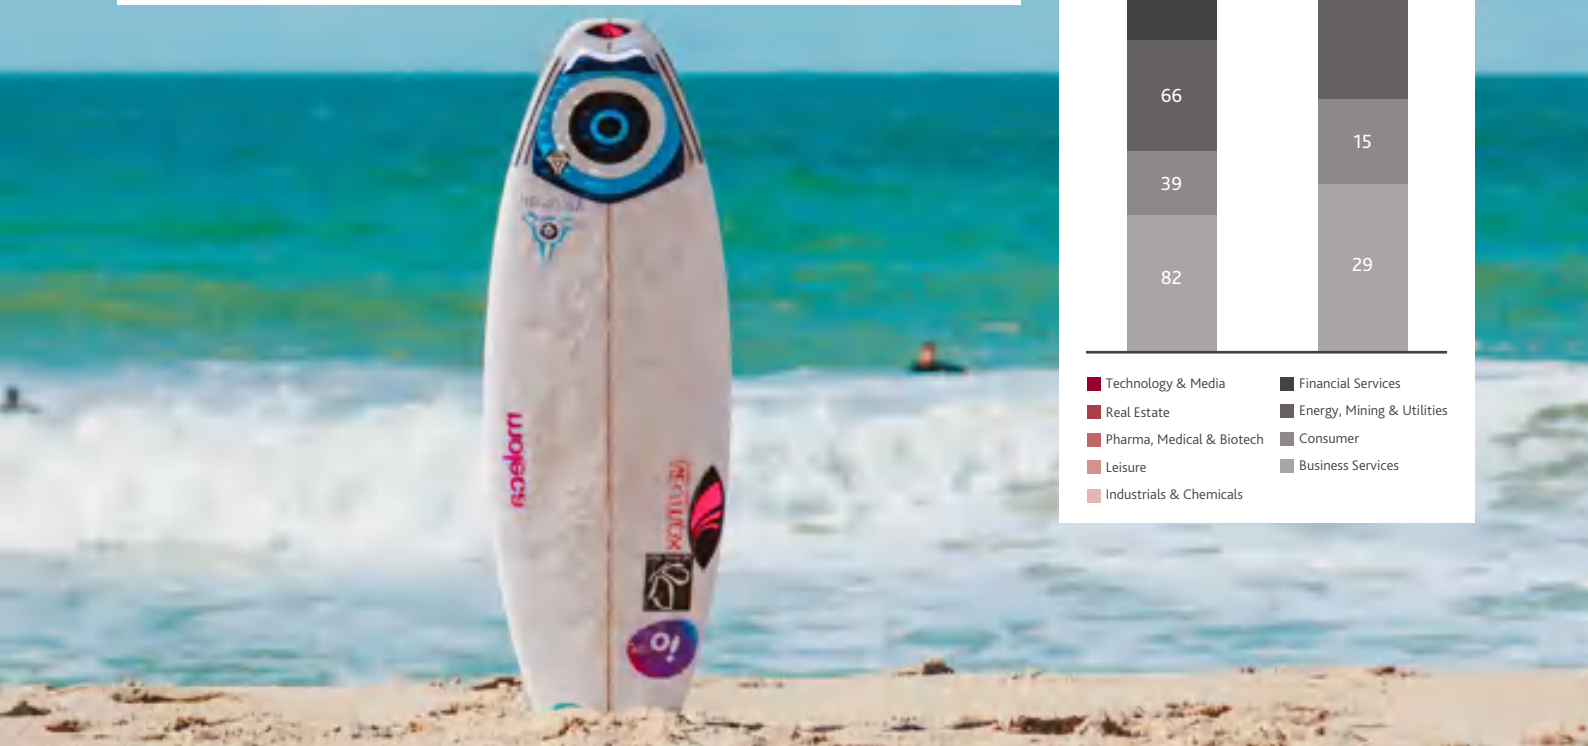 66
39
82
15
29
Technology & Media
Real Estate
Pharma, Medical & Biotech
Leisure
Industrials & Chemicals
Financial Services
Energy, Mining & Utilities
Consumer
Business Services
io